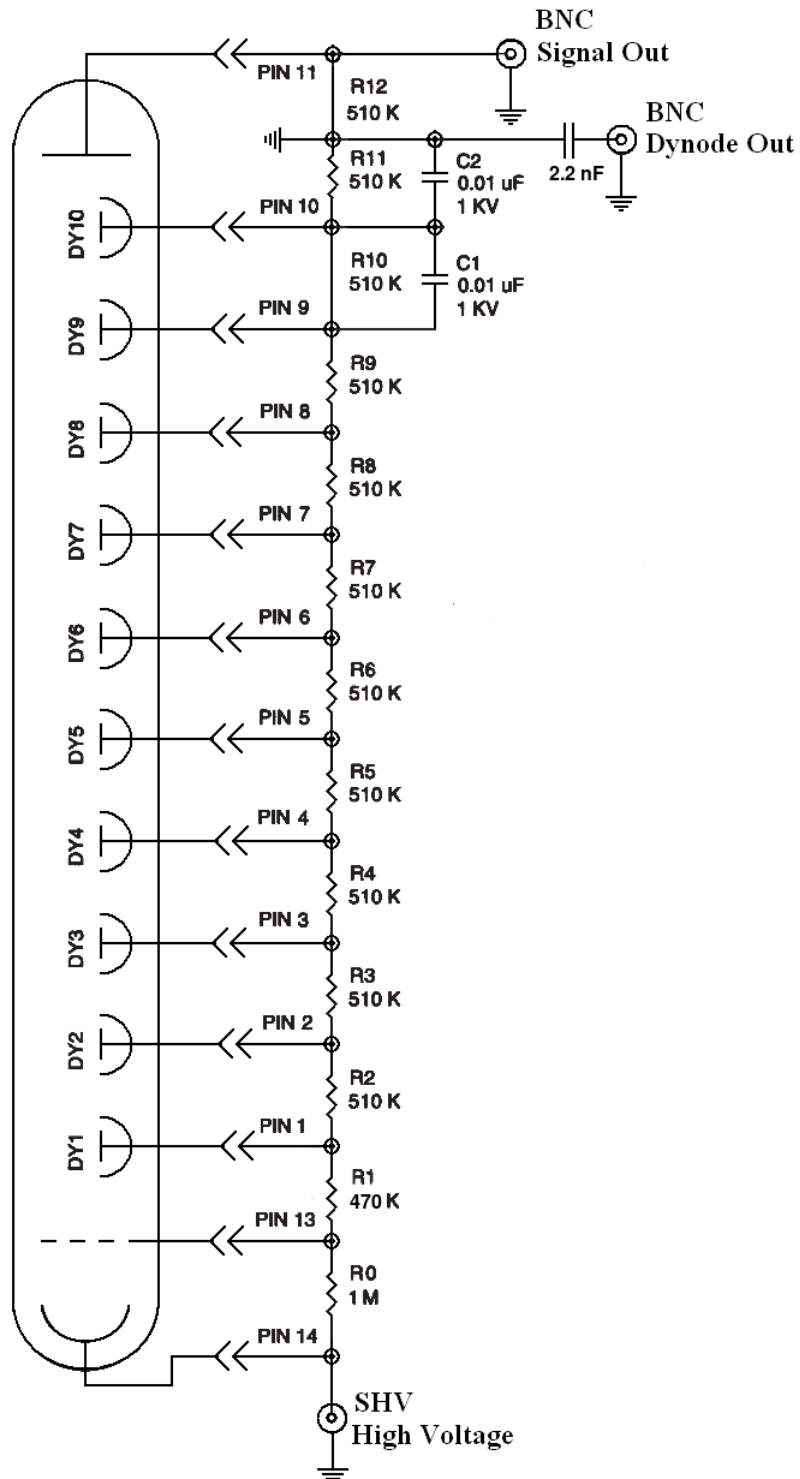 BNC
Signal Out
PIN 11
R12
510 K
BNC
Dynode Out
R11
510 K
C2
0.01 uF
1 KV
2.2 nF
DY10
PIN 10
R10
510 K
C1
0.01 uF
1 KV
DY9
PIN 9
R9
510 K
DY8
PIN 8
R8
510 K
DY7
PIN 7
R7
510 K
DY6
PIN 6
R6
510 K
DY5
PIN 5
R5
510 K
DY4
PIN 4
R4
510 K
DY3
PIN 3
R3
510 K
DY2
PIN 2
R2
510 K
DY1
PIN 1
R1
470 K
PIN 13
R0
1 M
PIN 14
SHV
High Voltage